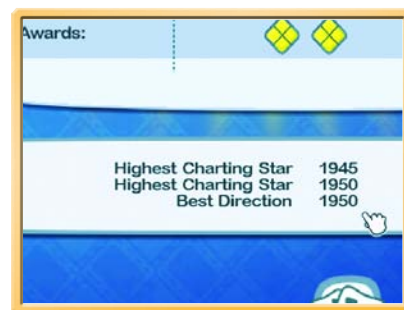 Awards:
Highest Charting Star 1945
Highest Charting Star 1950
Best Direction 1950